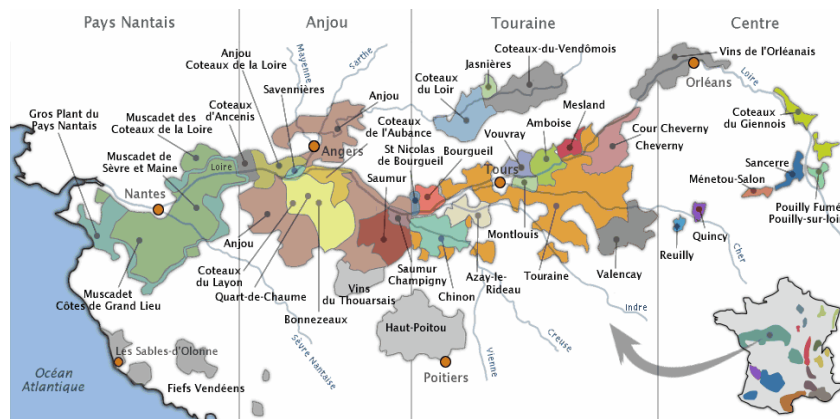 Pays Nantais
Anjou
Touraine
Centre
Mayenne
Sarthe
Anjou
Coteaux de la Loire
Savennières
Coteaux
d'Ancenis
Muscadet des
Coteaux de la Loire
Gros Plant du
Pays Nantais
Muscadet de
Sèvre et Maine
Loire
Nantes
Anjou
Angers
Coteaux
de l'Aubance
St Nicolas
de Bourgueil
Bourgueil
Saumur
Jasnières
Coteaux-du-Vendômois
Coteaux
du Loir
Vouvray
Amboise
Mesland
Tours
Cour Cheverny
Cheverny
Vins de l'Orléanais
Orléans
Loire
Coteaux
du Giennois
Sancerre
Ménetou-Salon
Pouilly Fumé
Pouilly-sur-loi
Quincy
Reuilly
Cher
Muscadet
Côtes de Grand Lieu
Anjou
Coteaux
du Layon
Quart-de-Chaume
Bonnezeaux
Vins
du Thouarsais
Saumur
Champigny
Chinon
Azay-le-
Rideau
Montlouis
Touraine
Valencay
Indre
Creuse
Vienne
Haut-Poitou
Poitiers
Sèvre Nantaise
Les Sables-d'Olonne
Fiefs Vendéens
Océan
Atlantique